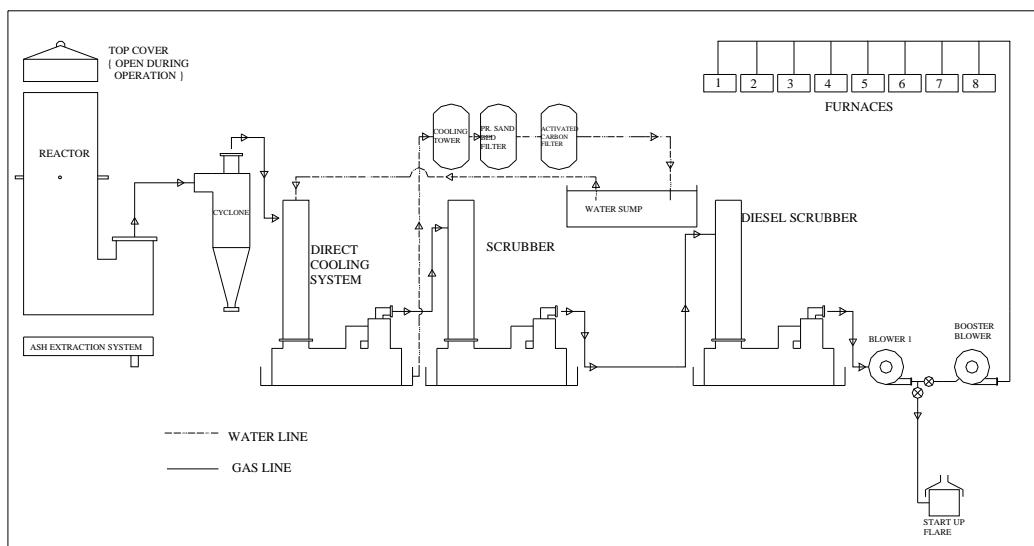 TOP COVER
{ OPEN DURING
OPERATION }
REACTOR
ASH EXTRACTION SYSTEM
CYCLONE
DIRECT
COOLING
SYSTEM
COOLING
TOWER
PR. SAND
BED
FILTER
ACTIVATED
CARBON
FILTER
WATER SUMP
SCRUBBER
DIESEL SCRUBBER
1 2 3 4 5 6 7 8
FURNACES
BLOWER 1
BOOSTER
BLOWER
START UP
FLARE
WATER LINE
GAS LINE